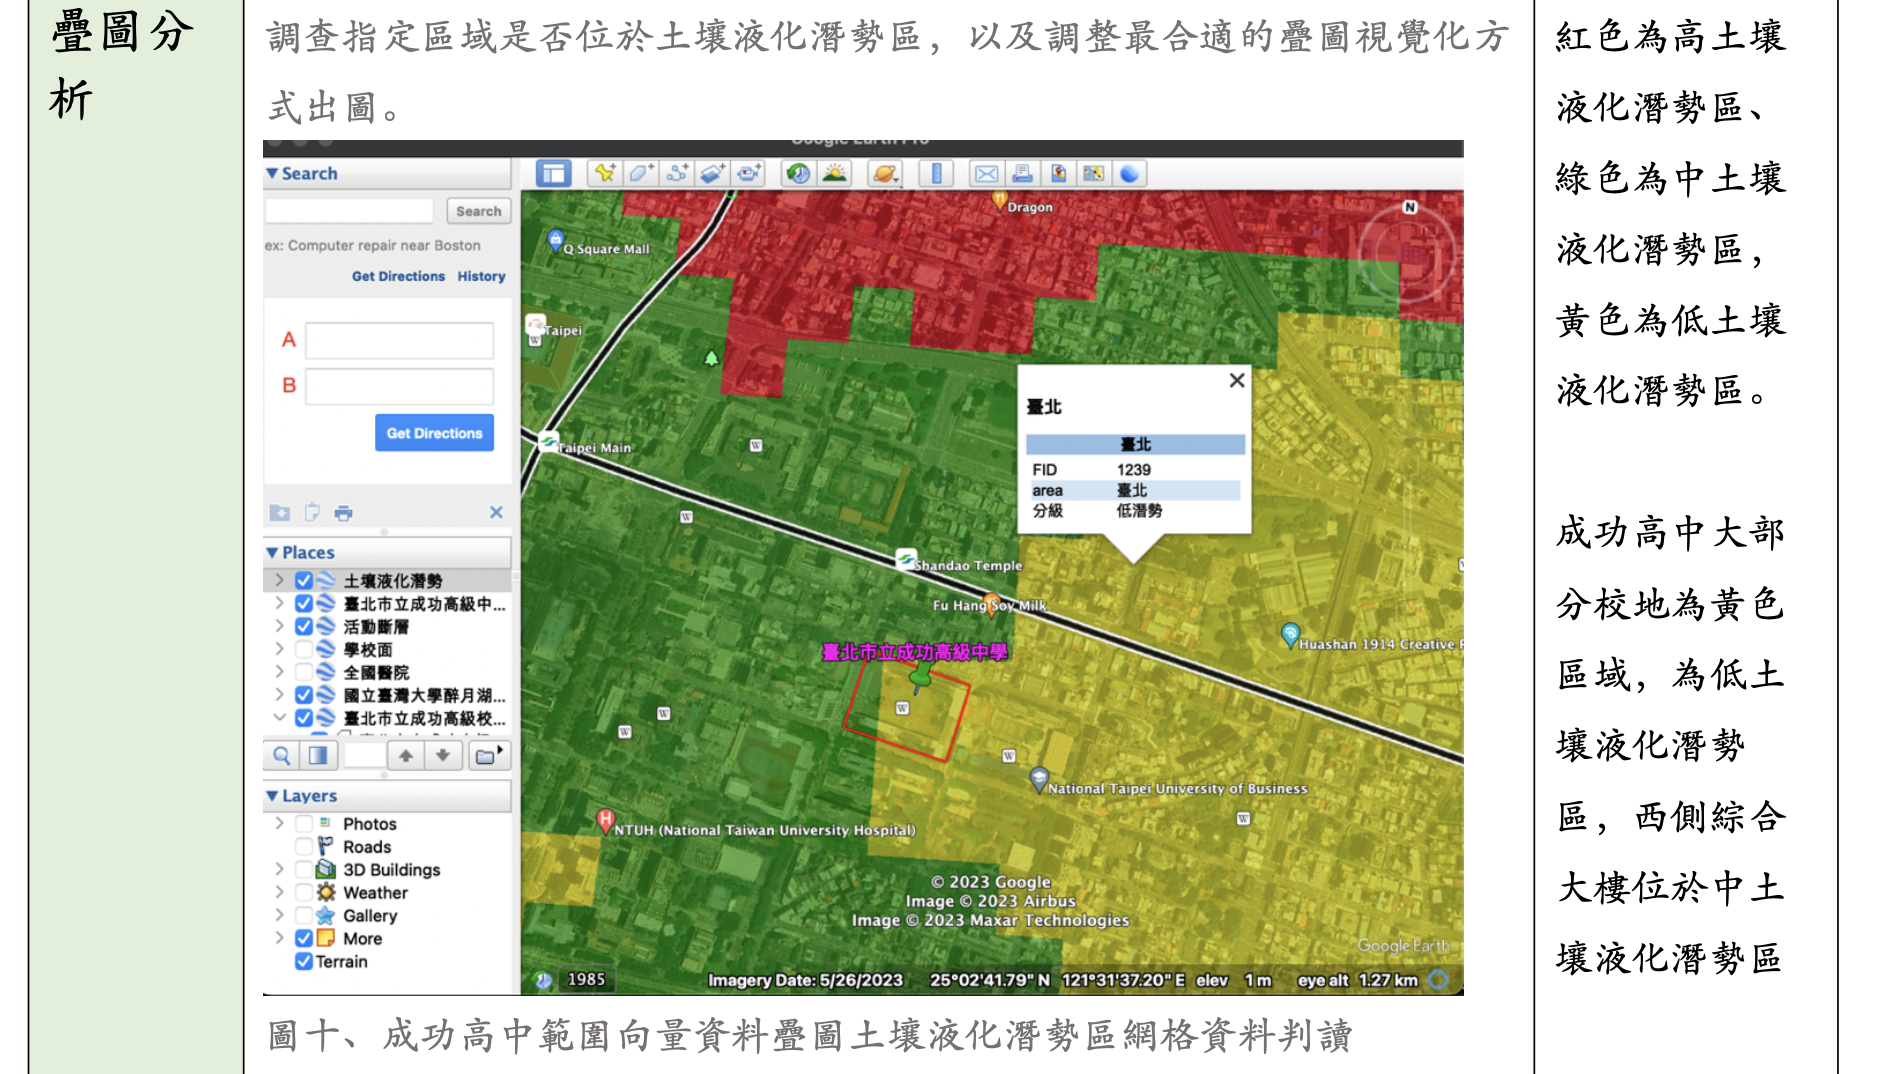 疊圖分
析
調查指定區域是否位於土壤液化潛勢區，以及調整最合適的疊圖視覺化方
式出圖。
Google Earth Pro
Search
Search
ex: Computer repair near Boston
Get Directions History
A
B
Get Directions
Places
土壤液化潛勢
臺北市立成功高級中...
活動斷層
學校面
全國醫院
國立臺灣大學醉月湖...
臺北市立成功高級校...
Layers
Photos
Roads
3D Buildings
Weather
Gallery
More
Terrain
Dragon
N
Q Square Mall
Taipei
W
Taipei Main
W
W
臺北
臺北
FID 1239
area 臺北
分級 低潛勢
Shandao Temple
Fu Hang Soy Milk
Huashan 1914 Creative P
臺北市立成功高級中學
W
W
W
W
National Taipei University of Business
W
H
NTUH (National Taiwan University Hospital)
© 2023 Google
Image © 2023 Airbus
Image © 2023 Maxar Technologies
Google Earth
1985
Imagery Date: 5/26/2023 25°02'41.79" N 121°31'37.20" E elev 1 m eye alt 1.27 km
圖十、成功高中範圍向量資料疊圖土壤液化潛勢區網格資料判讀
紅色為高土壤
液化潛勢區、
綠色為中土壤
液化潛勢區，
黃色為低土壤
液化潛勢區。
成功高中大部
分校地為黃色
區域，為低土
壤液化潛勢
區，西側綜合
大樓位於中土
壤液化潛勢區